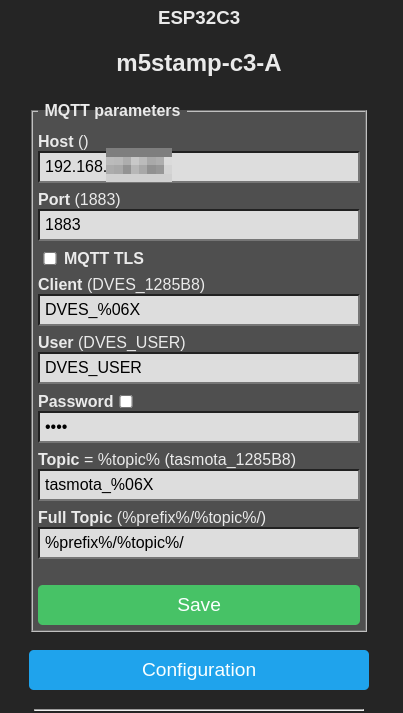 ESP32C3
m5stamp-c3-A
MQTT parameters
Host ()
192.168.
Port (1883)
1883
MQTT TLS
Client (DVES_1285B8)
DVES_%06X
User (DVES_USER)
DVES_USER
Password
••••
Topic = %topic% (tasmota_1285B8)
tasmota_%06X
Full Topic (%prefix%/%topic%/)
%prefix%/%topic%/
Save
Configuration